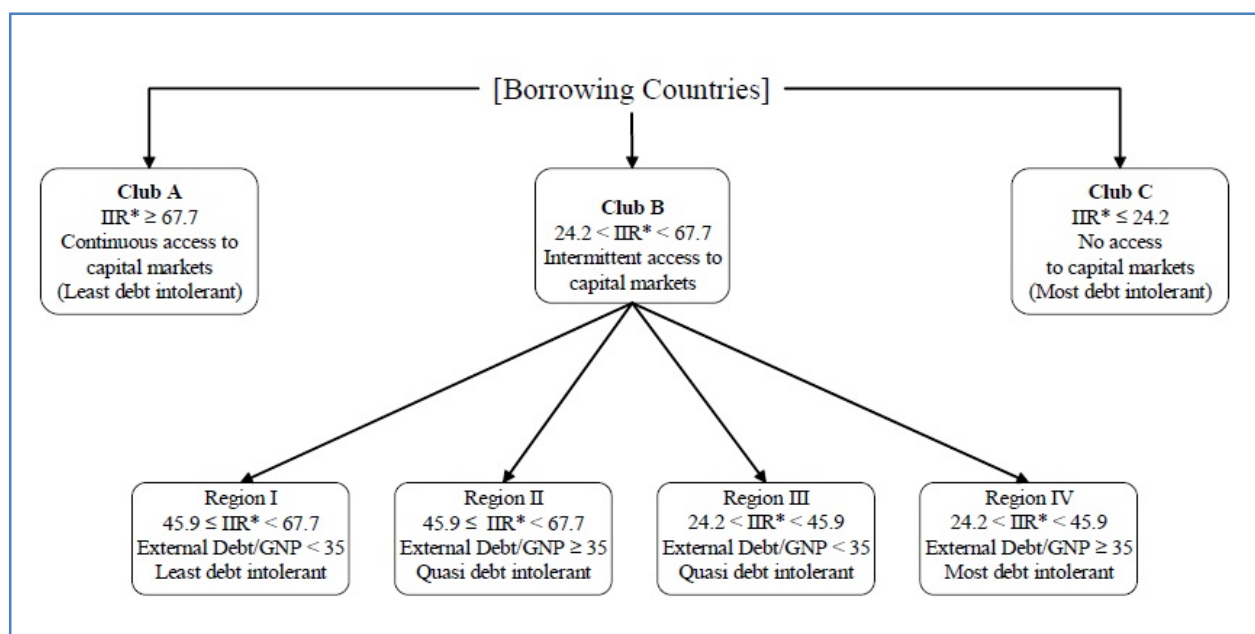 [Borrowing Countries]
Club A
IIR* ≥ 67.7
Continuous access to
capital markets
(Least debt intolerant)
Club B
24.2 < IIR* < 67.7
Intermittent access to
capital markets
Club C
IIR* ≤ 24.2
No access
to capital markets
(Most debt intolerant)
Region I
45.9 ≤ IIR* < 67.7
External Debt/GNP < 35
Least debt intolerant
Region II
45.9 ≤ IIR* < 67.7
External Debt/GNP ≥ 35
Quasi debt intolerant
Region III
24.2 < IIR* < 45.9
External Debt/GNP < 35
Quasi debt intolerant
Region IV
24.2 < IIR* < 45.9
External Debt/GNP ≥ 35
Most debt intolerant